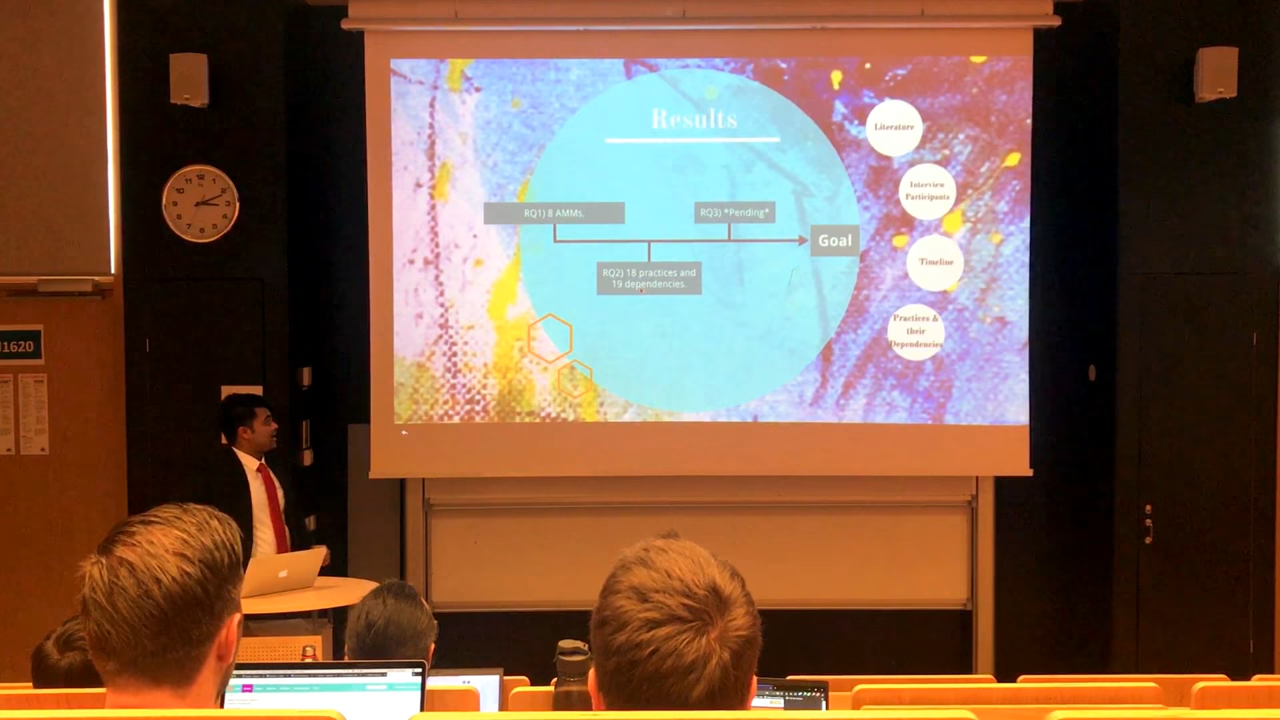 Results
RQ1) 8 AMMs.
RQ3) *Pending*
Goal
RQ2) 18 practices and
19 dependencies.
Literature
Interview
Participants
Timeline
Practices &
their
Dependencies
1620